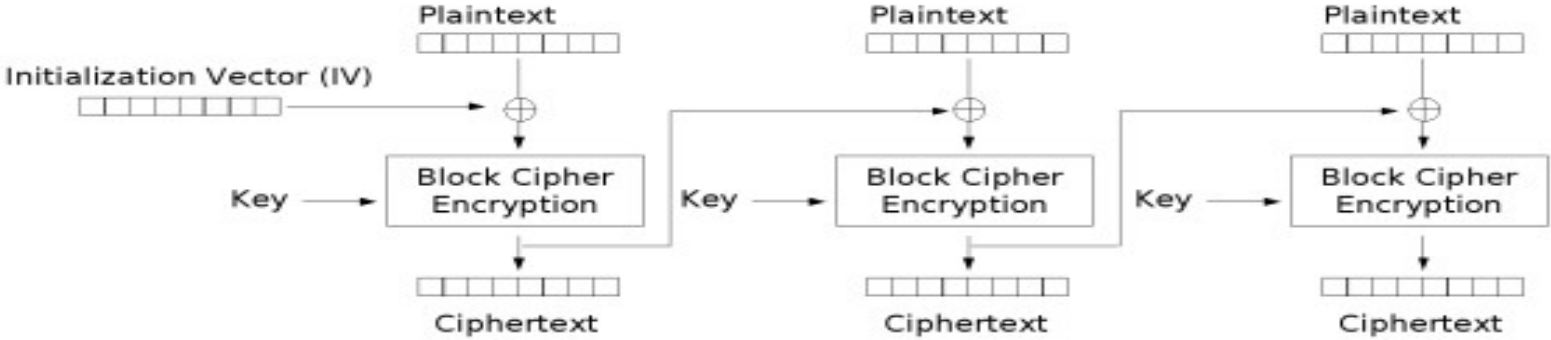 Plaintext
Plaintext
Plaintext
Initialization Vector (IV)
Block Cipher
Encryption
Block Cipher
Encryption
Block Cipher
Encryption
Key
Key
Key
Ciphertext
Ciphertext
Ciphertext